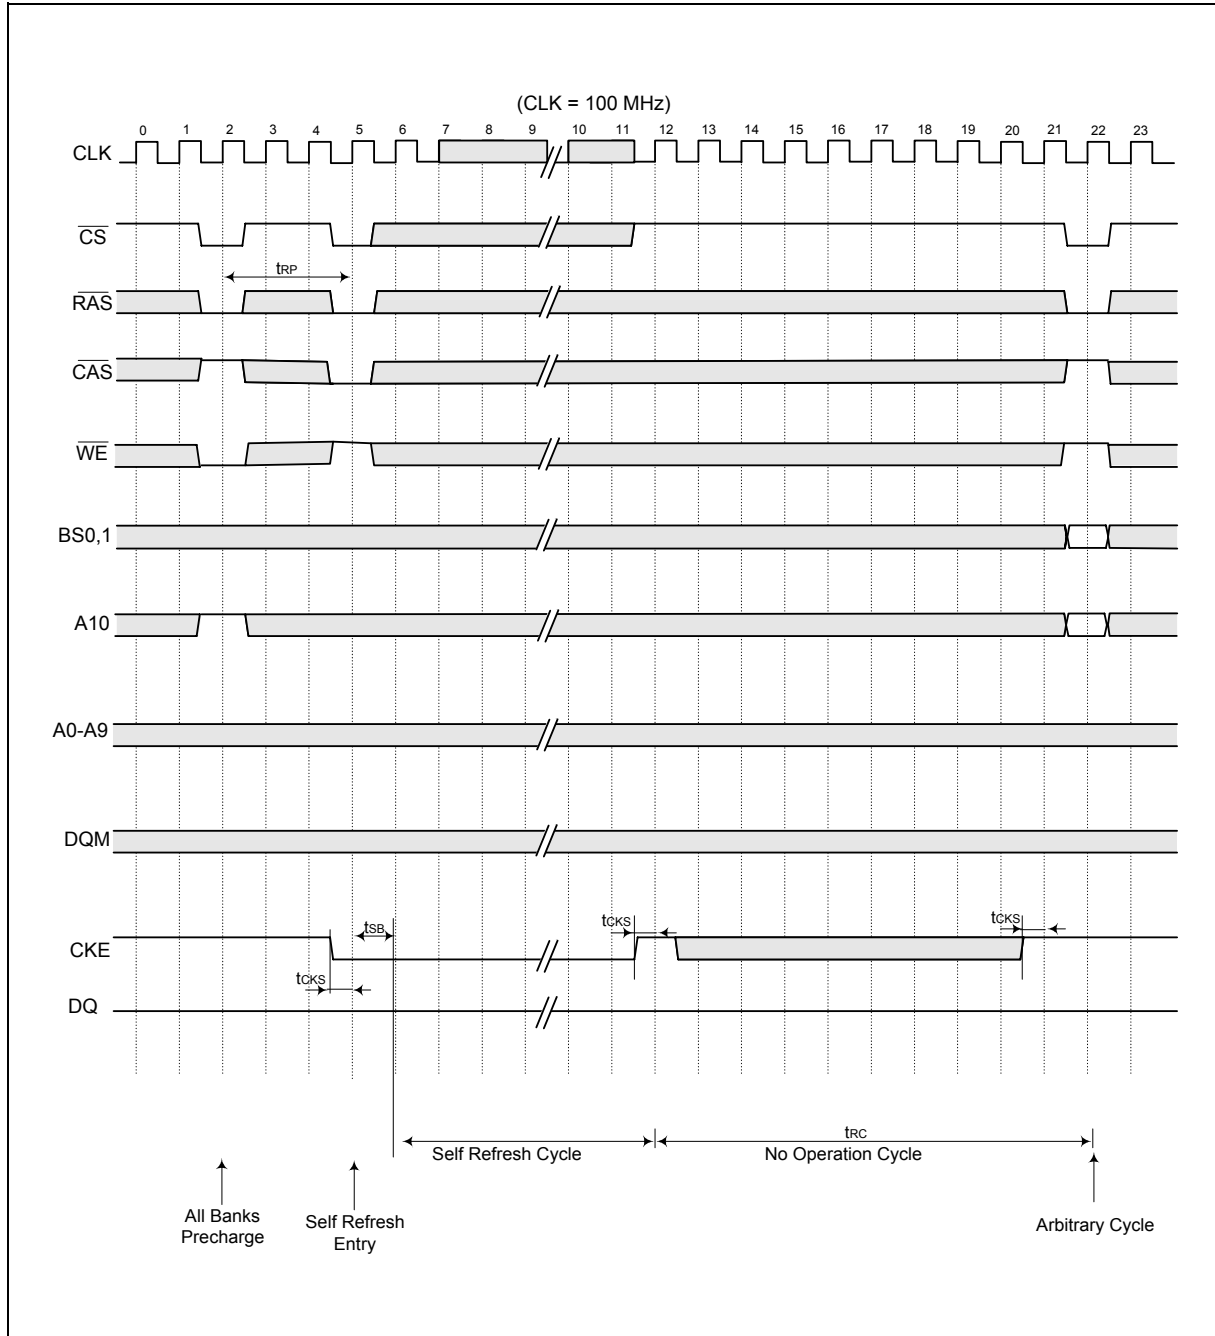 (CLK = 100 MHz)
0 1 2 3 4 5 6 7 8 9 10 11 12 13 14 15 16 17 18 19 20 21 22 23
CLK
CS
tRP
RAS
CAS
WE
BS0,1
A10
A0-A9
DQM
tSB
tCKS
tCKS
CKE
tCKS
DQ
tRC
Self Refresh Cycle
No Operation Cycle
All Banks
Precharge
Self Refresh
Entry
Arbitrary Cycle